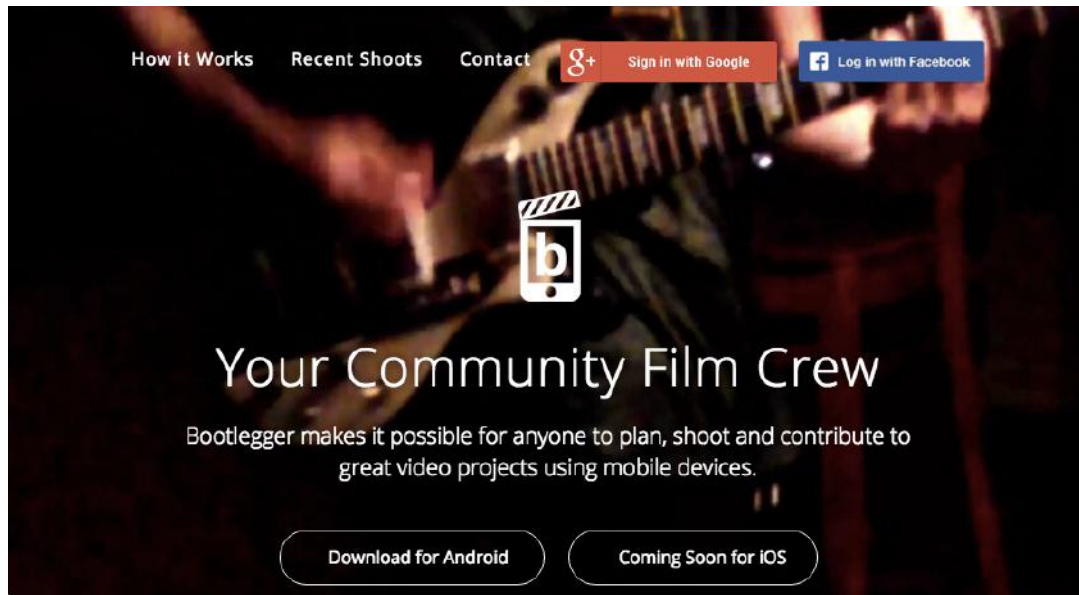 How it Works
Recent Shoots
Contact
g+ Sign in with Google
f Log in with Facebook
b
Your Community Film Crew
Bootlegger makes it possible for anyone to plan, shoot and contribute to
great video projects using mobile devices.
Download for Android
Coming Soon for iOS